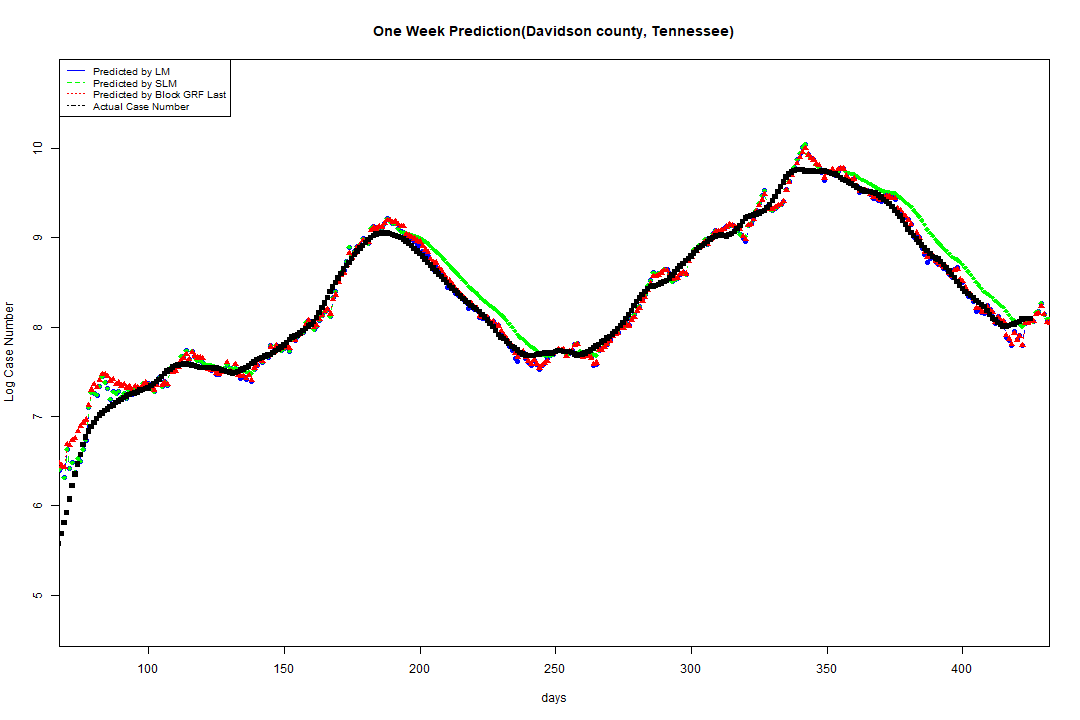 One Week Prediction(Davidson county, Tennessee)
Predicted by LM
Predicted by SLM
Predicted by Block GRF Last
Actual Case Number
10
9
8
7
6
5
Log Case Number
100 150 200 250 300 350 400
days